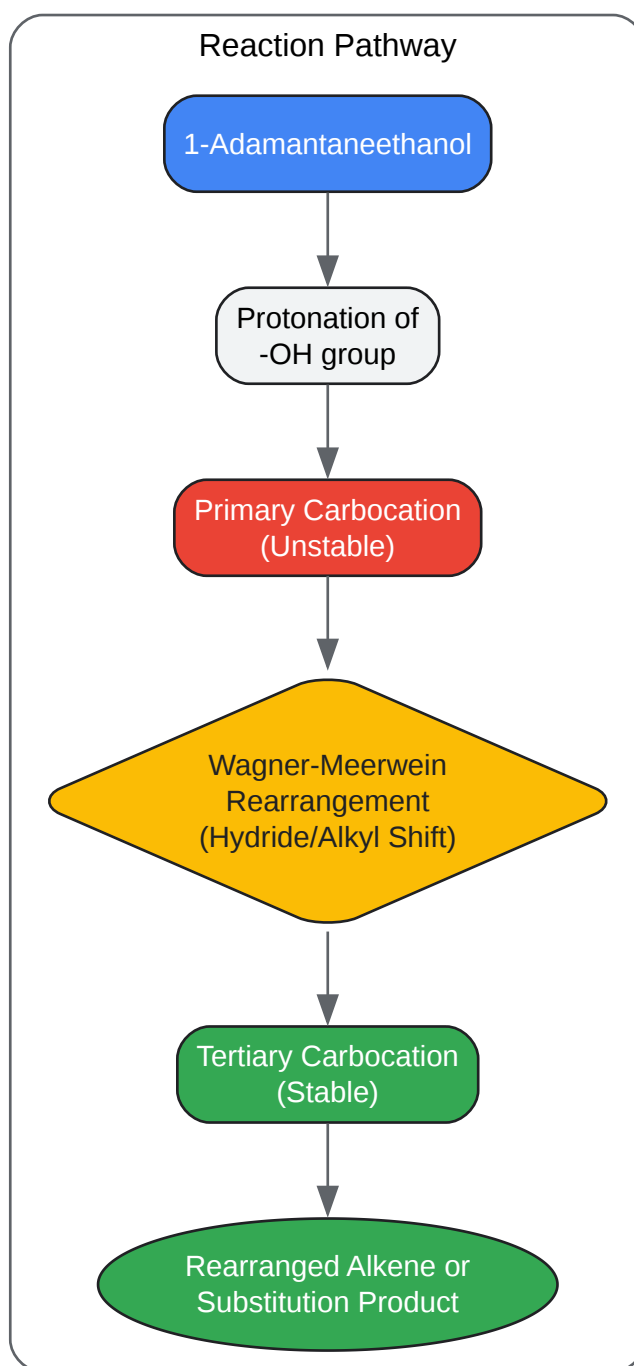 Reaction Pathway
1-Adamantaneethanol
Protonation of
-OH group
Primary Carbocation
(Unstable)
Wagner-Meerwein
Rearrangement
(Hydride/Alkyl Shift)
Tertiary Carbocation
(Stable)
Rearranged Alkene or
Substitution Product